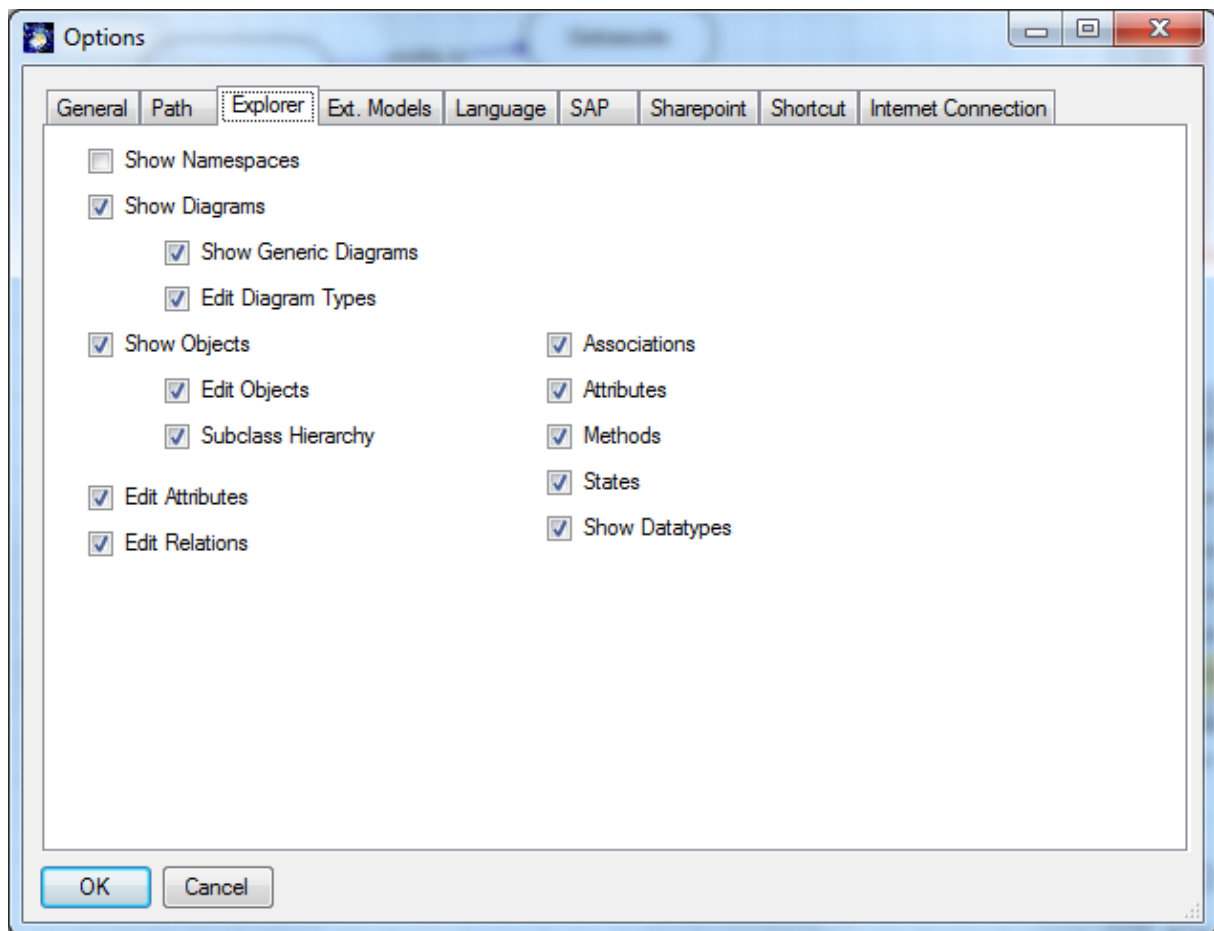 Options
General Path Explorer Ext. Models Language SAP Sharepoint Shortcut Internet Connection
Show Namespaces
Show Diagrams
Show Generic Diagrams
Edit Diagram Types
Show Objects
Associations
Edit Objects
Attributes
Subclass Hierarchy
Methods
States
Edit Attributes
Show Datatypes
Edit Relations
OK Cancel